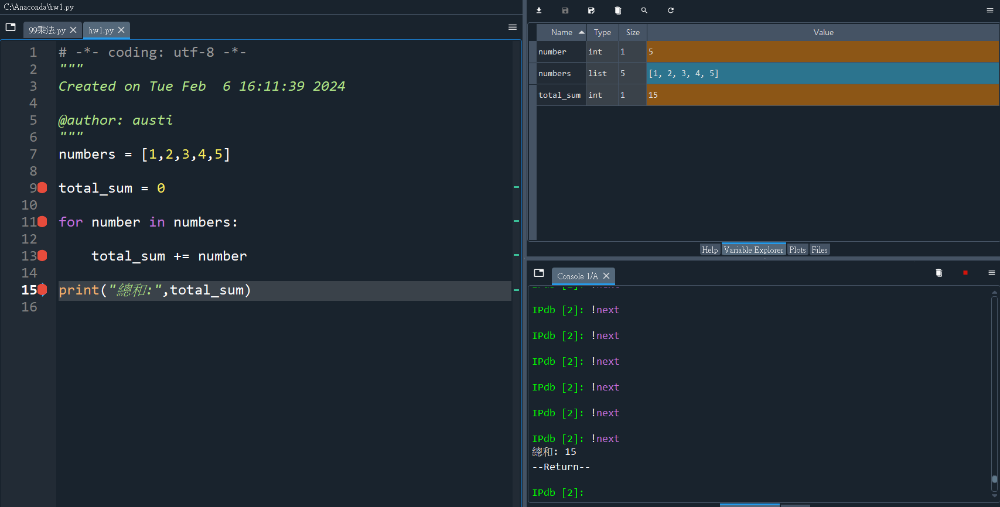 C:\Anaconda\hw1.py
99乘法.py
hw1.py
1 # -*- coding: utf-8 -*-
2 """
3 Created on Tue Feb  6 16:11:39 2024
4
5 @author: austi
6 """
7 numbers = [1,2,3,4,5]
8
9 total_sum = 0
10
11 for number in numbers:
12
13     total_sum += number
14
15 print("總和:",total_sum)
16
Name Type Size Value
number int 1 5
numbers list 5 [1, 2, 3, 4, 5]
total_sum int 1 15
Help Variable Explorer Plots Files
Console 1/A
IPdb [2]: !next
IPdb [2]: !next
IPdb [2]: !next
IPdb [2]: !next
IPdb [2]: !next
IPdb [2]: !next
總和: 15
--Return--
IPdb [2]: